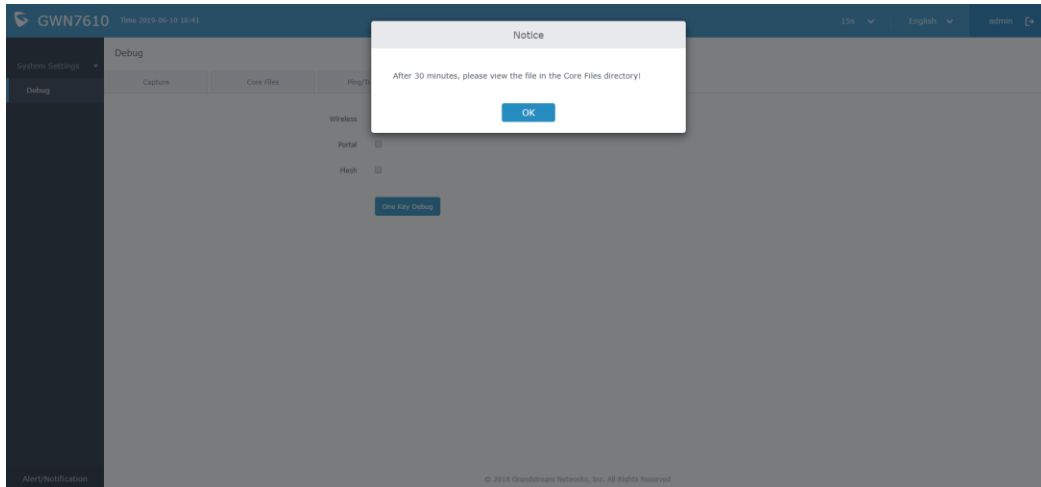 GWN7610 Time 2019-06-10 16:41
15s English admin
Notice
After 30 minutes, please view the file in the Core Files directory!
OK
System Settings
Debug
Alert/Notification
Debug
Capture Core Files
Wireless
Portal
Mesh
One Key Debug
© 2018 Grandstream Networks, Inc. All Rights Reserved